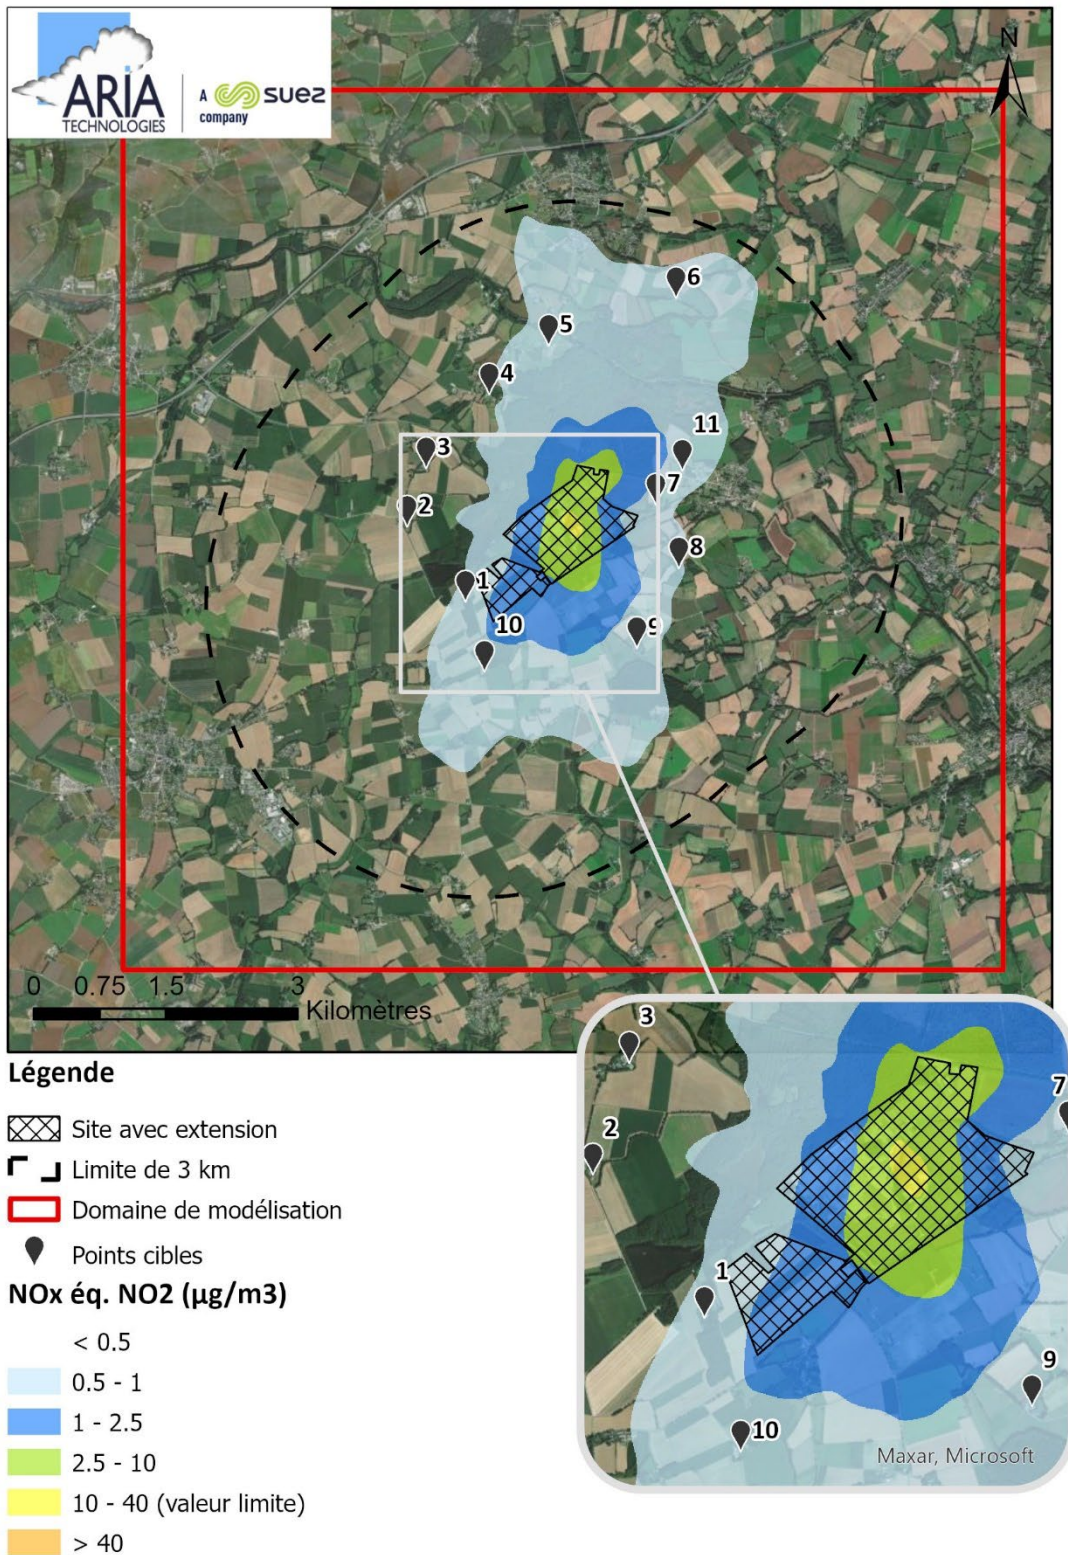 N
ARIA
TECHNOLOGIES
A
company
suez
6
5
4
3
11
2
7
8
1
9
10
0 0.75 1.5 3
Kilomètres
Légende
Site avec extension
Limite de 3 km
Domaine de modélisation
Points cibles
NOx éq. NO2 (µg/m3)
< 0.5
0.5 - 1
1 - 2.5
2.5 - 10
10 - 40 (valeur limite)
> 40
3
7
2
1
9
10
Maxar, Microsoft